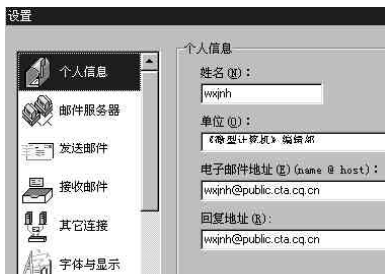 设置
个人信息
邮件服务器
发送邮件
接收邮件
其它连接
字体与显示
个人信息
姓名(N)：
wxjnh
单位(O)：
《微型计算机》编辑部
电子邮件地址(E)(name @ host)：
wxjnh@public.cta.cq.cn
回复地址(R)：
wxjnh@public.cta.cq.cn